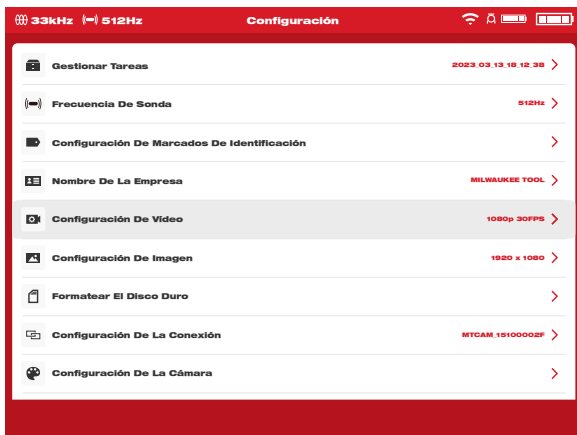 33kHz 512Hz Configuración
Gestionar Tareas 2023_03_13_18_12_38
Frecuencia De Sonda 512Hz
Configuración De Marcados De Identificación
Nombre De La Empresa MILWAUKEE TOOL
Configuración De Vídeo 1080p 30FPS
Configuración De Imagen 1920 x 1080
Formatear El Disco Duro
Configuración De La Conexión MTCAM_15100002F
Configuración De La Cámara